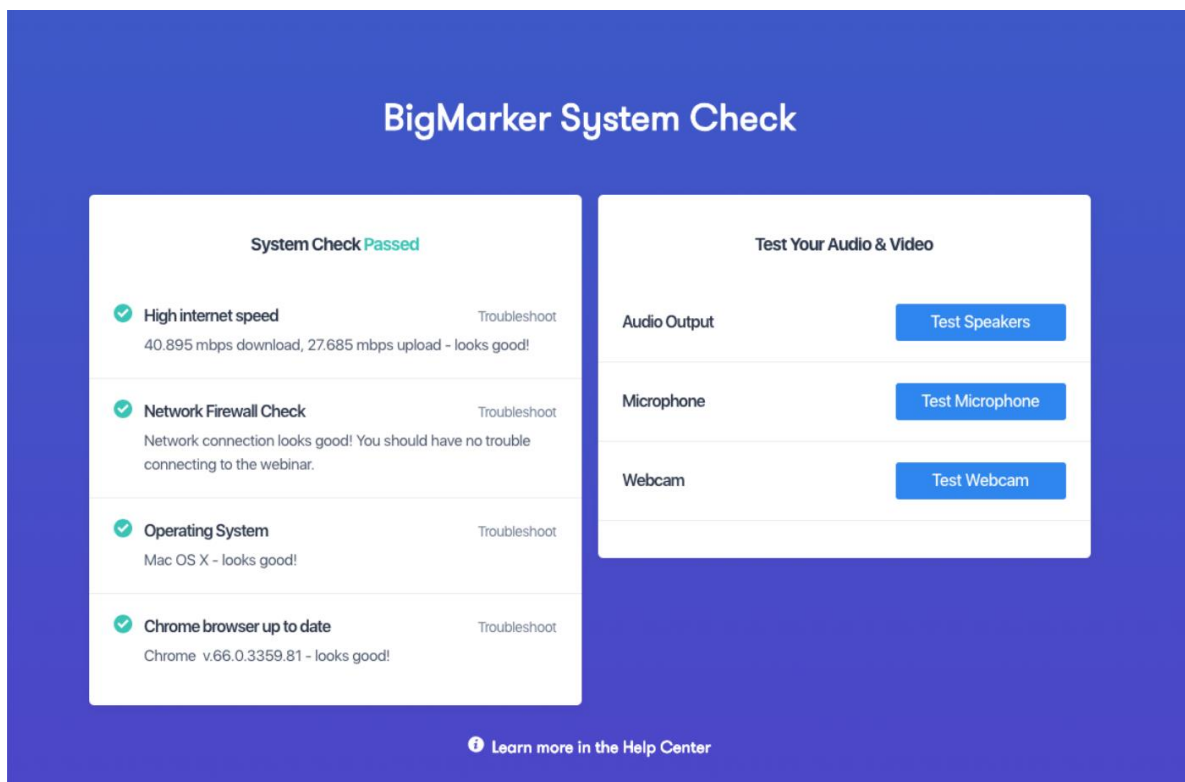 BigMarker System Check
System Check Passed
High internet speed
Troubleshoot
40.895 mbps download, 27.685 mbps upload - looks good!
Network Firewall Check
Troubleshoot
Network connection looks good! You should have no trouble
connecting to the webinar.
Operating System
Troubleshoot
Mac OS X - looks good!
Chrome browser up to date
Troubleshoot
Chrome v.66.0.3359.81 - looks good!
Test Your Audio & Video
Audio Output
Test Speakers
Microphone
Test Microphone
Webcam
Test Webcam
Learn more in the Help Center